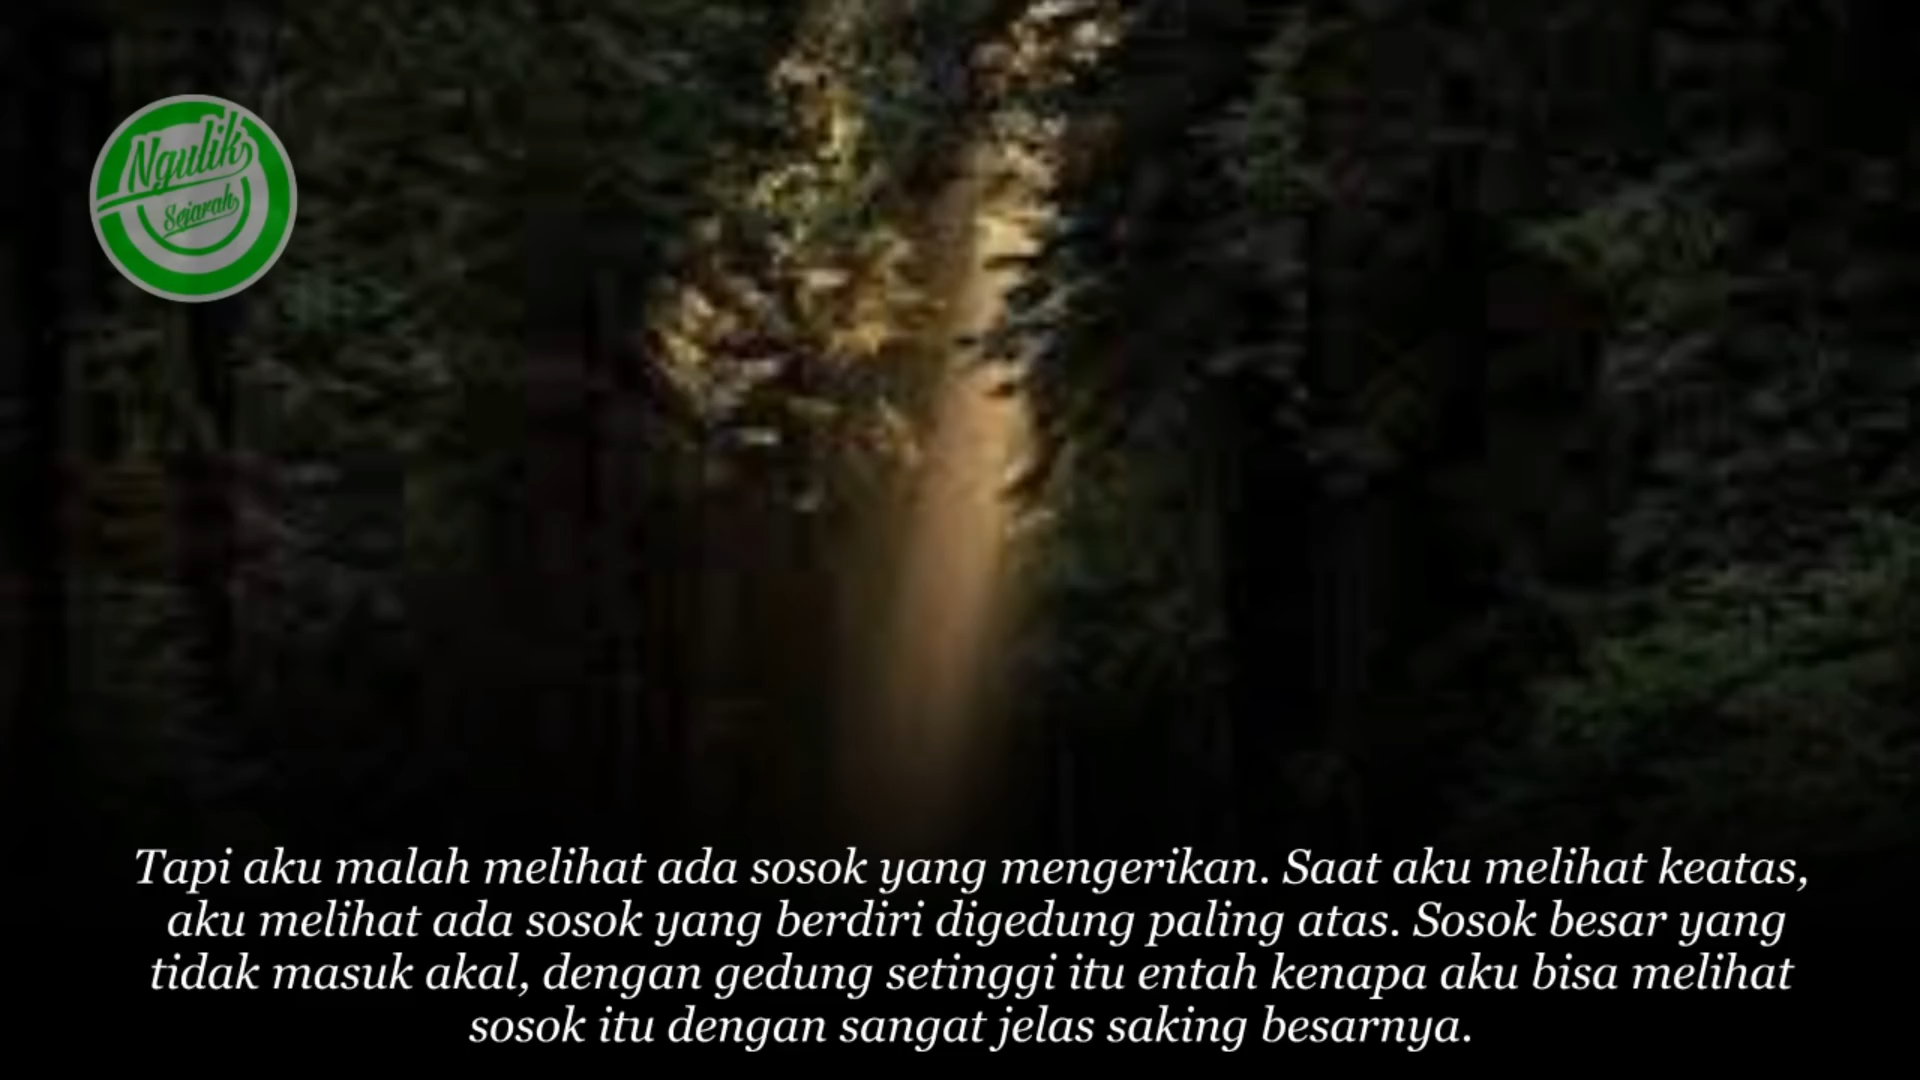 Ngulik
Sejarah
Tapi aku malah melihat ada sosok yang mengerikan. Saat aku melihat keatas,
aku melihat ada sosok yang berdiri digedung paling atas. Sosok besar yang
tidak masuk akal, dengan gedung setinggi itu entah kenapa aku bisa melihat
sosok itu dengan sangat jelas saking besarnya.